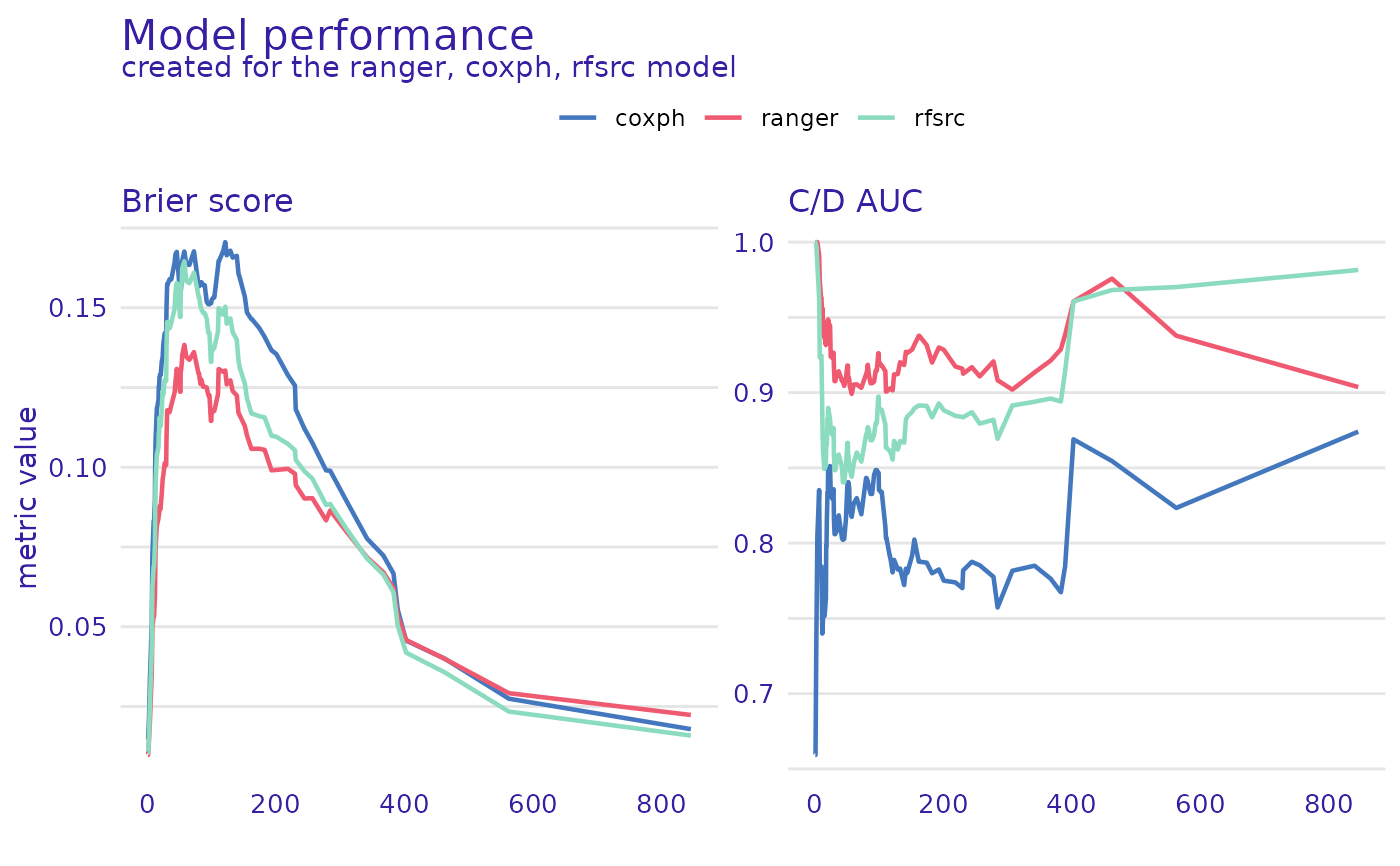 Model performance
created for the ranger, coxph, rfsrc model
coxph ranger rfsrc
Brier score
C/D AUC
metric value
0.15
0.10
0.05
0 200 400 600 800
1.0
0.9
0.8
0.7
0 200 400 600 800